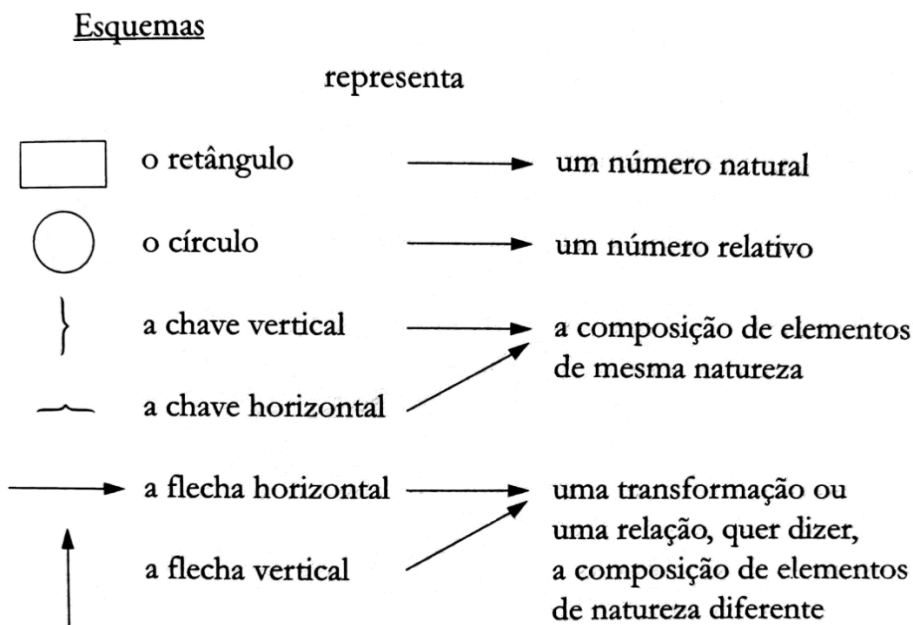 Esquemas
representa
o retângulo
um número natural
o círculo
um número relativo
a chave vertical
a composição de elementos
de mesma natureza
a chave horizontal
a flecha horizontal
uma transformação ou
uma relação, quer dizer,
a flecha vertical
a composição de elementos
de natureza diferente